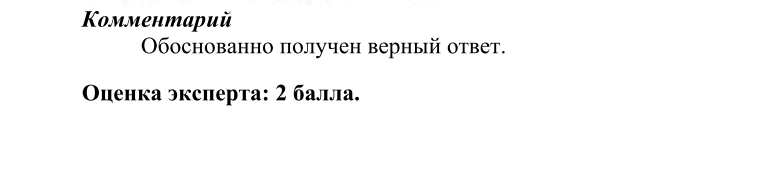 Комментарий
Обоснованно получен верный ответ.
Оценка эксперта: 2 балла.